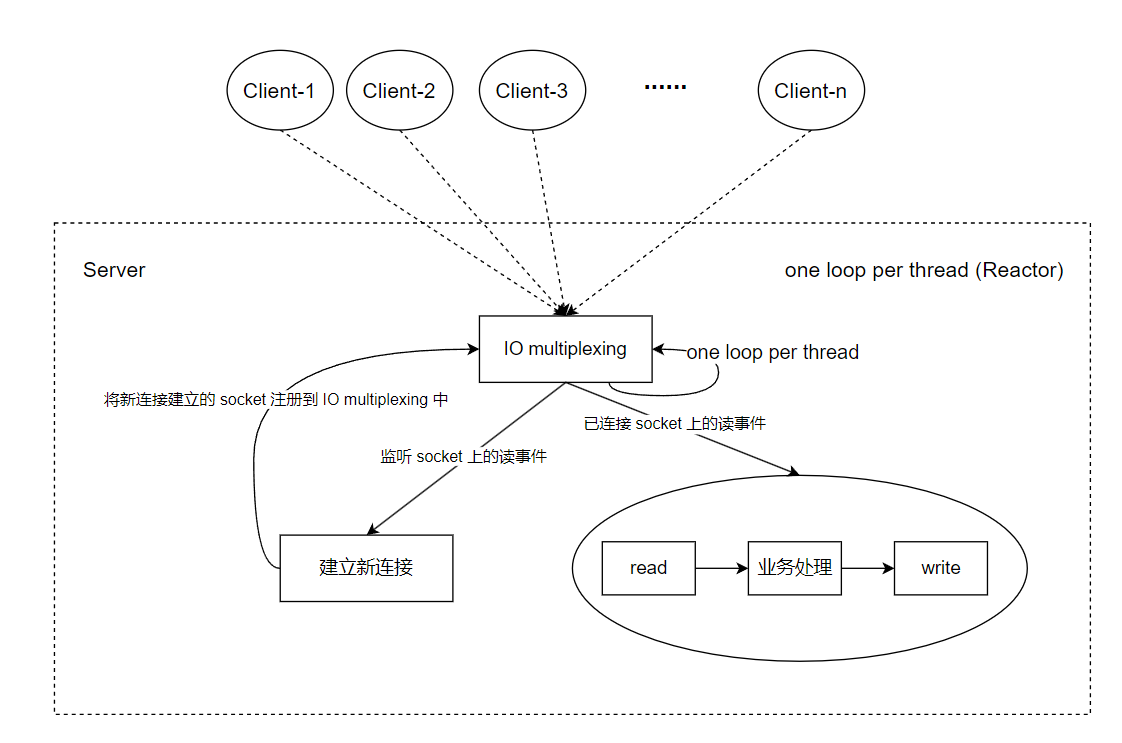 Client-1
Client-2
Client-3
······
Client-n
Server
one loop per thread (Reactor)
IO multiplexing
one loop per thread
将新连接建立的 socket 注册到 IO multiplexing 中
已连接 socket 上的读事件
监听 socket 上的读事件
建立新连接
read
业务处理
write